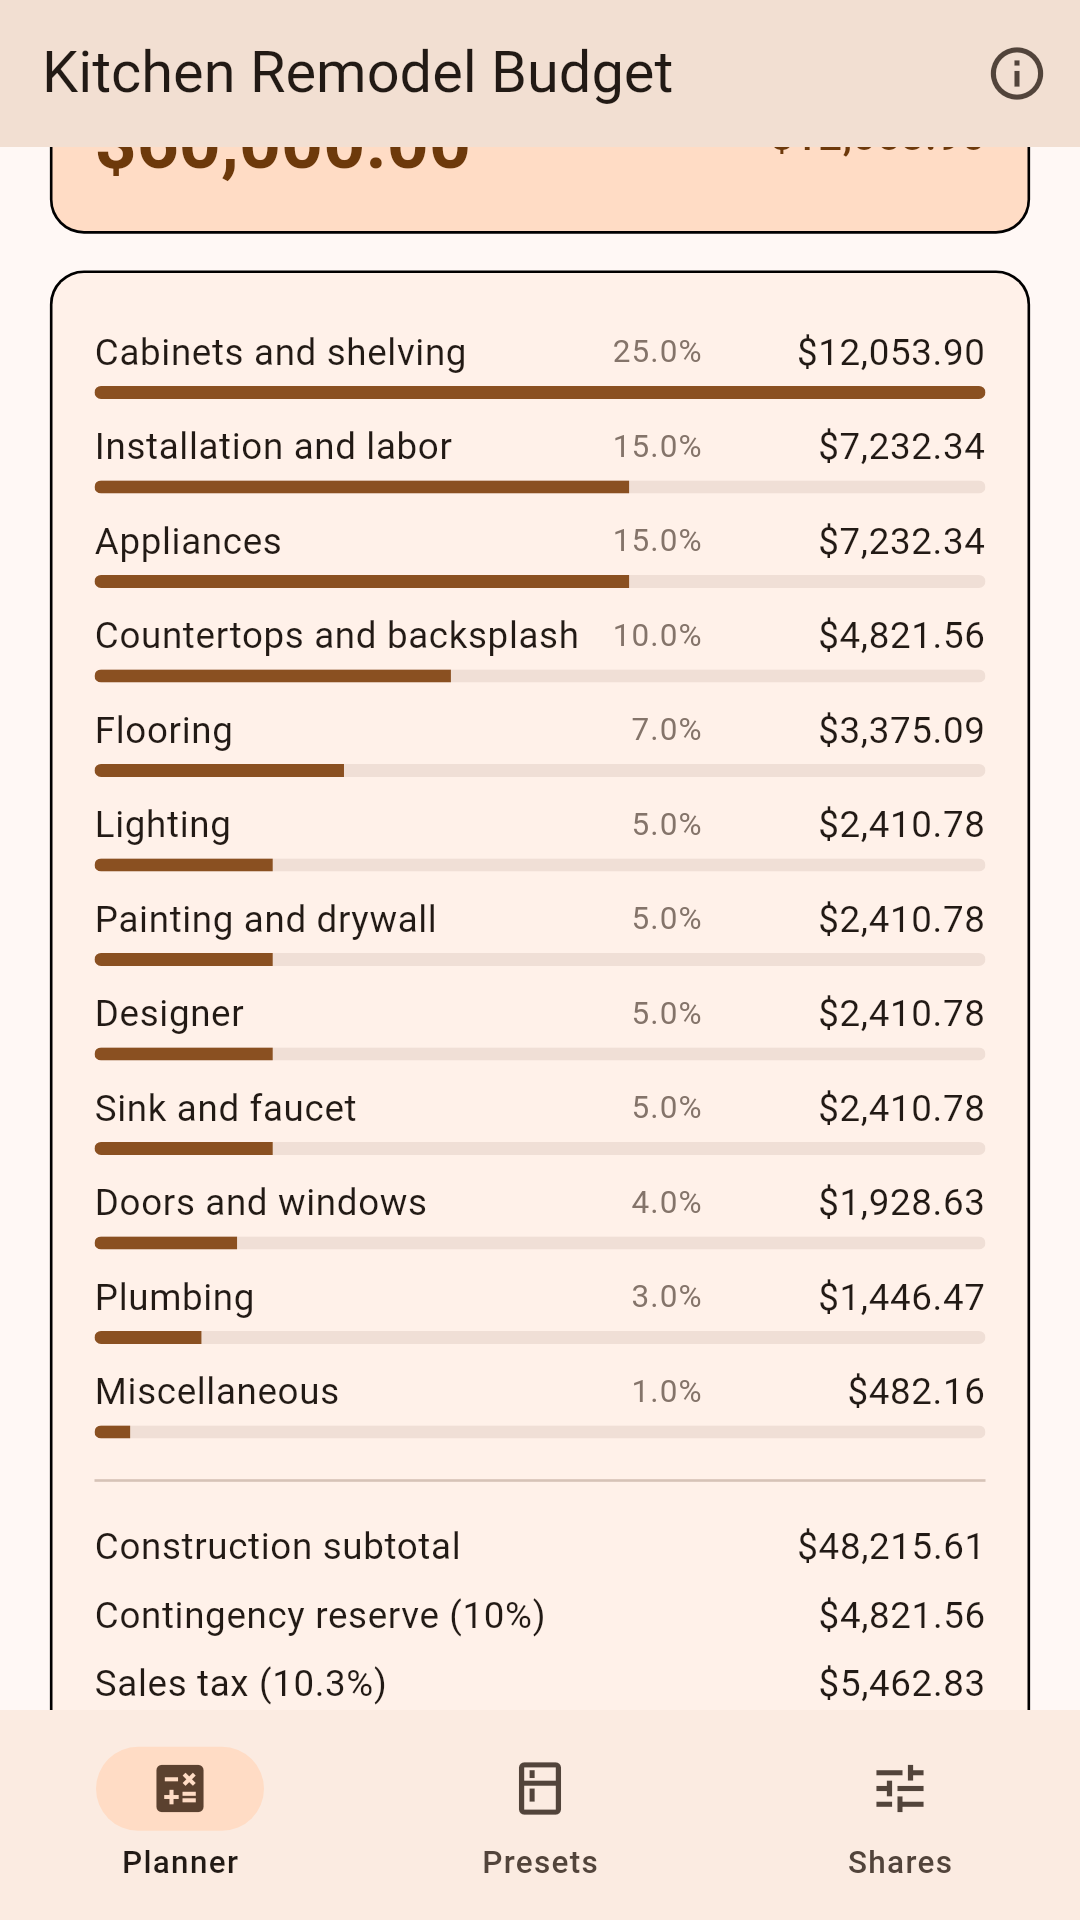 Kitchen Remodel Budget
Cabinets and shelving 25.0% $12,053.90
Installation and labor 15.0% $7,232.34
Appliances 15.0% $7,232.34
Countertops and backsplash 10.0% $4,821.56
Flooring 7.0% $3,375.09
Lighting 5.0% $2,410.78
Painting and drywall 5.0% $2,410.78
Designer 5.0% $2,410.78
Sink and faucet 5.0% $2,410.78
Doors and windows 4.0% $1,928.63
Plumbing 3.0% $1,446.47
Miscellaneous 1.0% $482.16
Construction subtotal $48,215.61
Contingency reserve (10%) $4,821.56
Sales tax (10.3%) $5,462.83
Planner Presets Shares